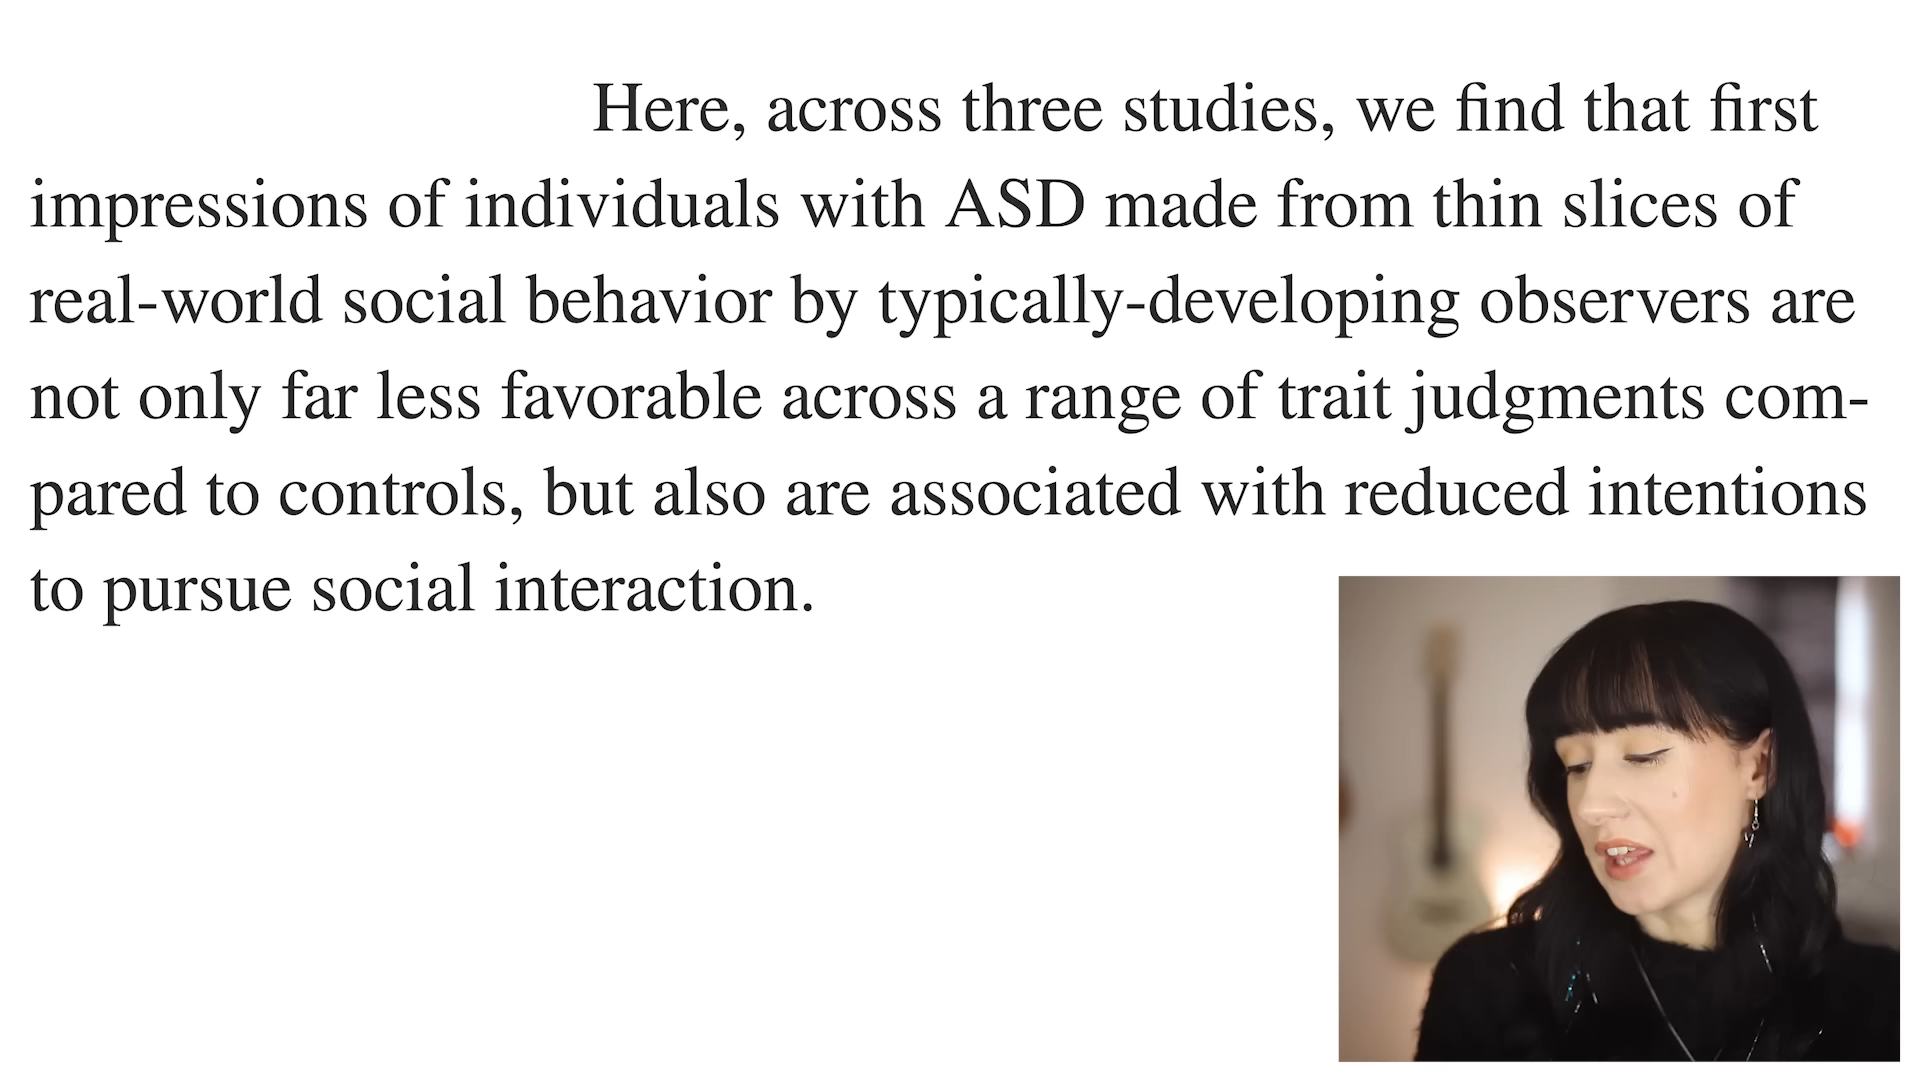 Here, across three studies, we find that first
impressions of individuals with ASD made from thin slices of
real-world social behavior by typically-developing observers are
not only far less favorable across a range of trait judgments com-
pared to controls, but also are associated with reduced intentions
to pursue social interaction.